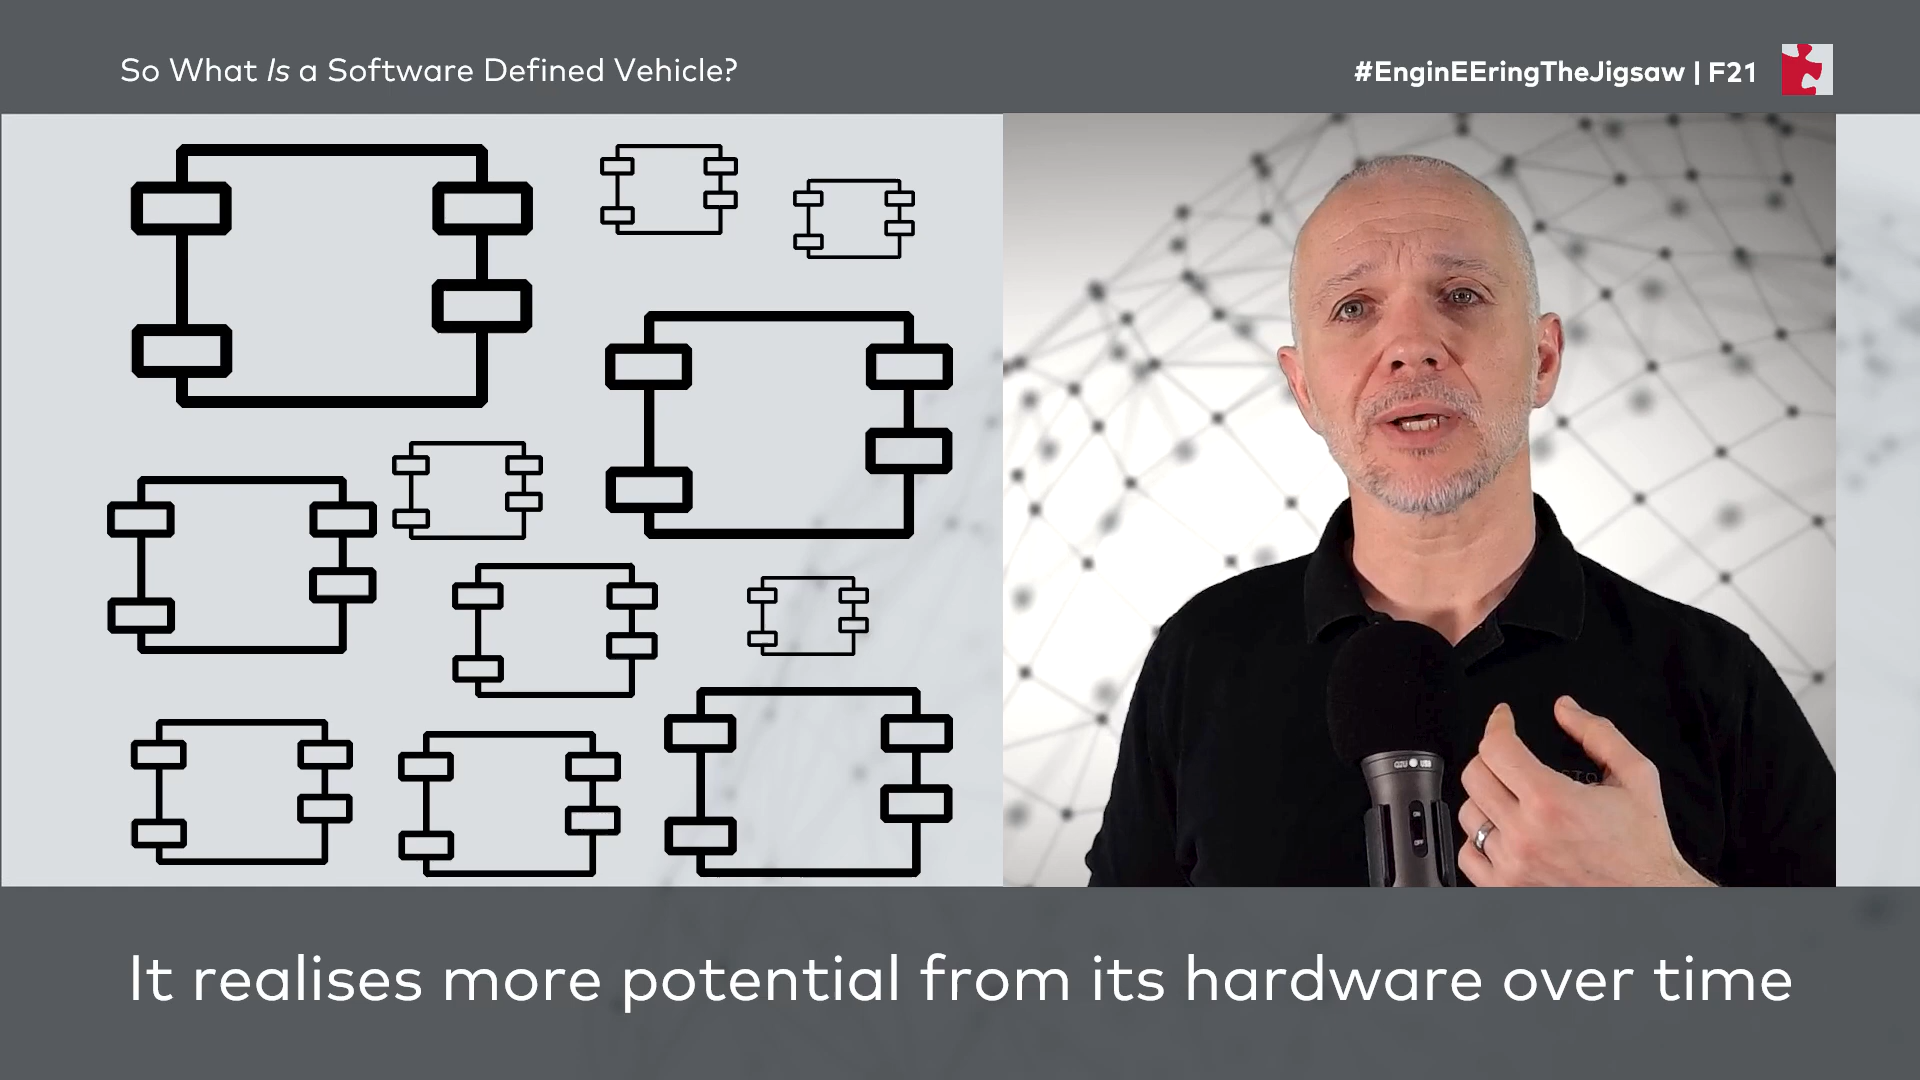 So What Is a Software Defined Vehicle?
#EnginEEringTheJigsaw | F21
It realises more potential from its hardware over time